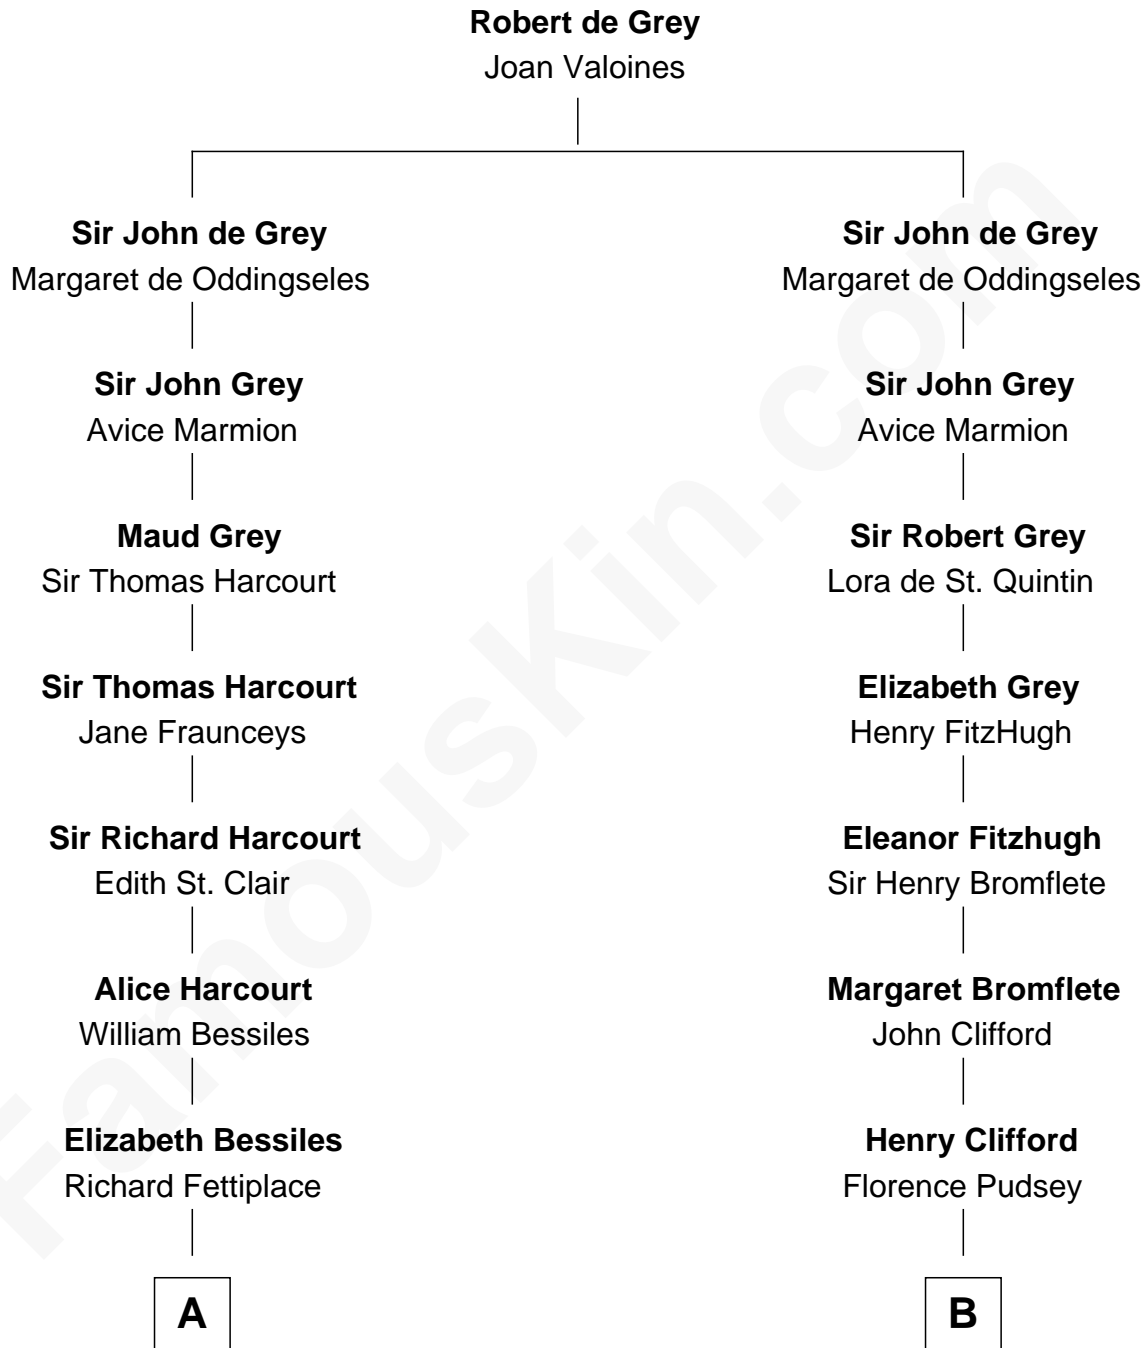 Robert de Grey
Joan Valoines
Sir John de Grey
Margaret de Oddingseles
Sir John de Grey
Margaret de Oddingseles
Sir John Grey
Avice Marmion
Sir John Grey
Avice Marmion
Maud Grey
Sir Thomas Harcourt
Sir Robert Grey
Lora de St. Quintin
Sir Thomas Harcourt
Jane Fraunceys
Elizabeth Grey
Henry FitzHugh
Sir Richard Harcourt
Edith St. Clair
Eleanor Fitzhugh
Sir Henry Bromflete
Alice Harcourt
William Bessiles
Margaret Bromflete
John Clifford
Elizabeth Bessiles
Richard Fettiplace
Henry Clifford
Florence Pudsey
A
B
FamousKin.com